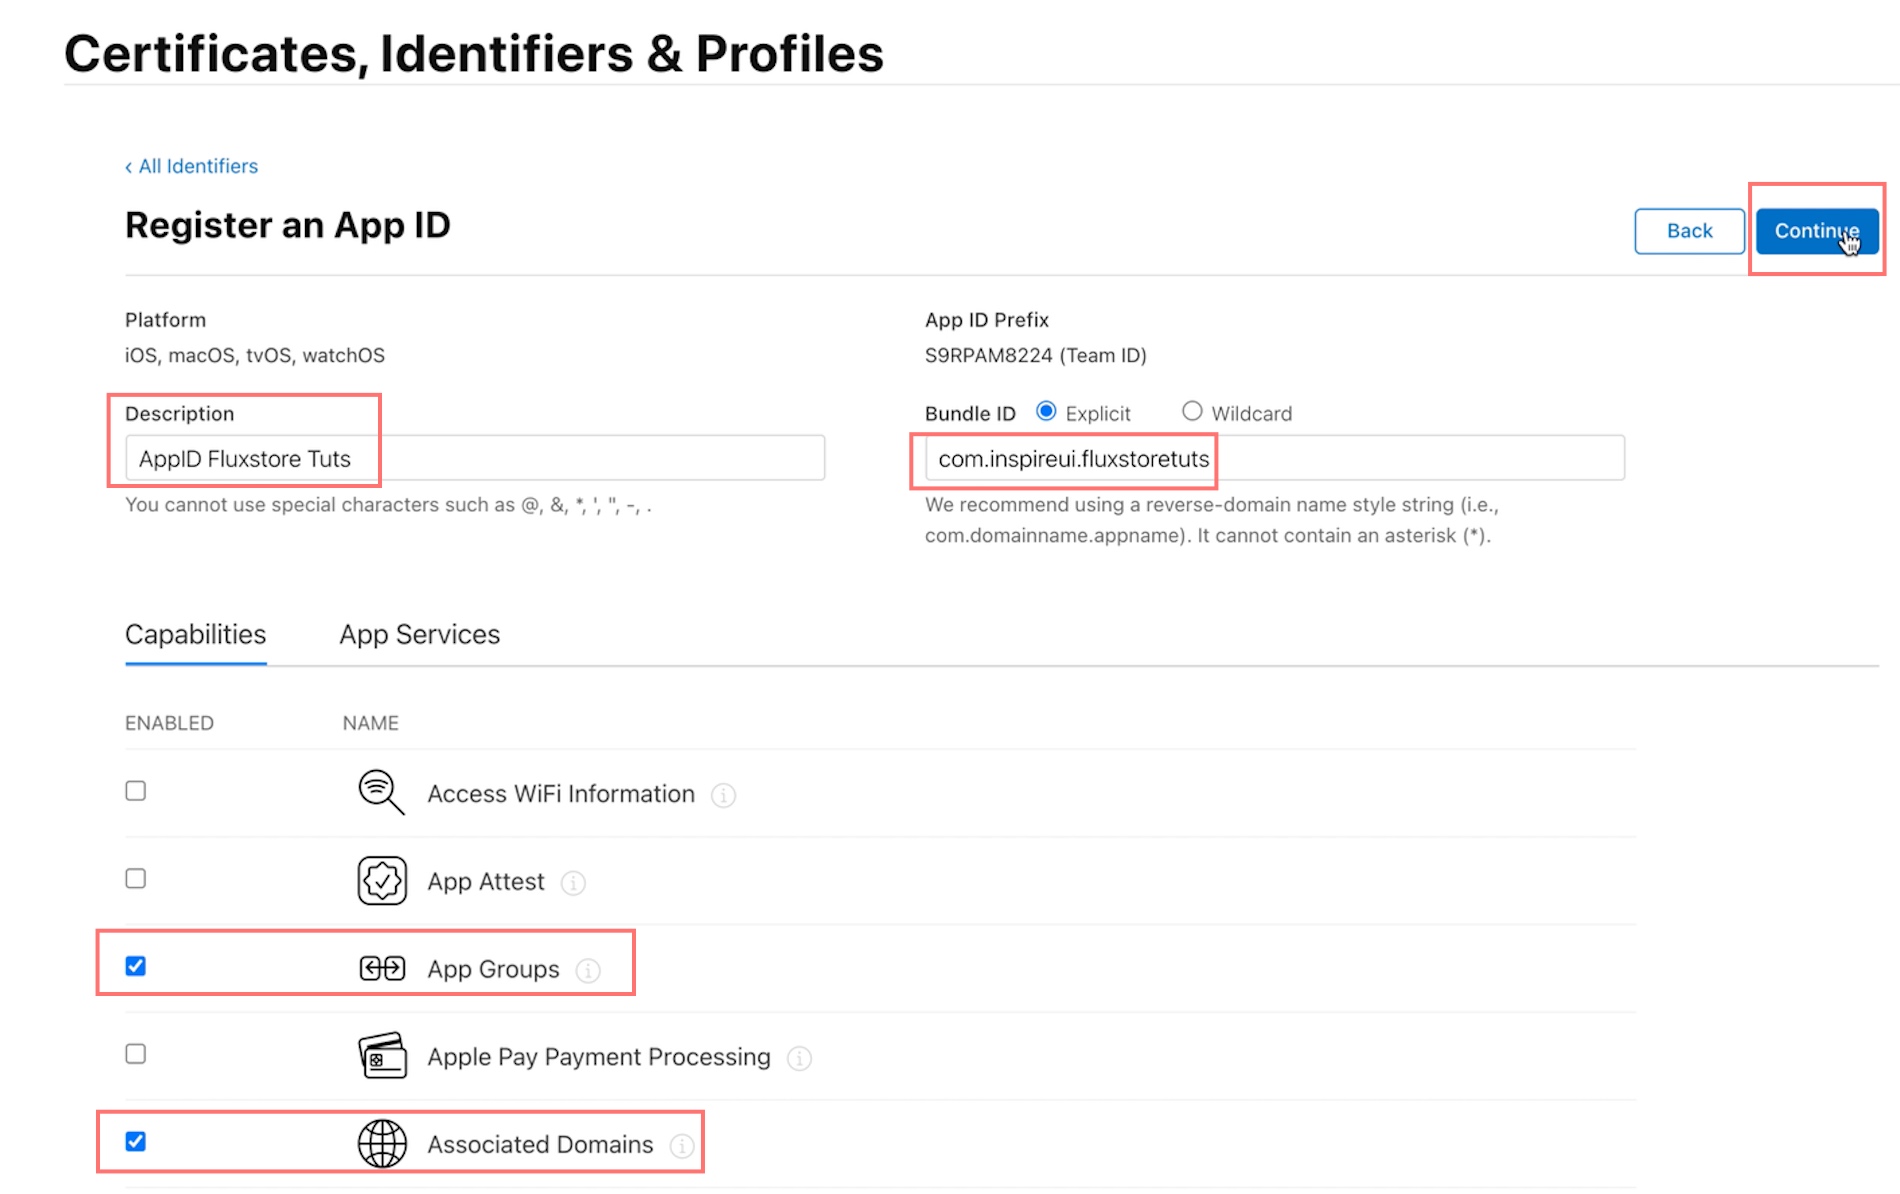 Certificates, Identifiers & Profiles
‹ All Identifiers
Register an App ID
Back
Continue
Platform
iOS, macOS, tvOS, watchOS
App ID Prefix
S9RPAM8224 (Team ID)
Description
AppID Fluxstore Tuts
You cannot use special characters such as @, &, *, ', ", -, .
Bundle ID Explicit Wildcard
com.inspireui.fluxstoretuts
We recommend using a reverse-domain name style string (i.e.,
com.domainname.appname). It cannot contain an asterisk (*).
Capabilities App Services
ENABLED NAME
Access WiFi Information
App Attest
App Groups
Apple Pay Payment Processing
Associated Domains